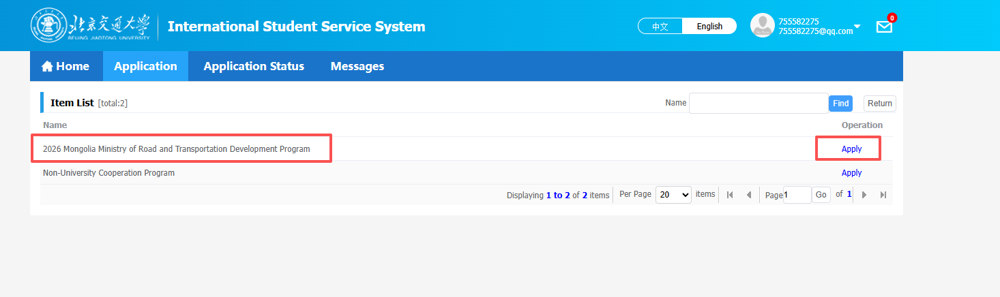 北京交通大学
BEIJING JIAOTONG UNIVERSITY
International Student Service System
中文 English
755582275
755582275@qq.com
0
Home Application Application Status Messages
Item List [total:2] Name Find Return
Name Operation
2026 Mongolia Ministry of Road and Transportation Development Program Apply
Non-University Cooperation Program Apply
Displaying 1 to 2 of 2 items Per Page 20 items Page 1 Go of 1